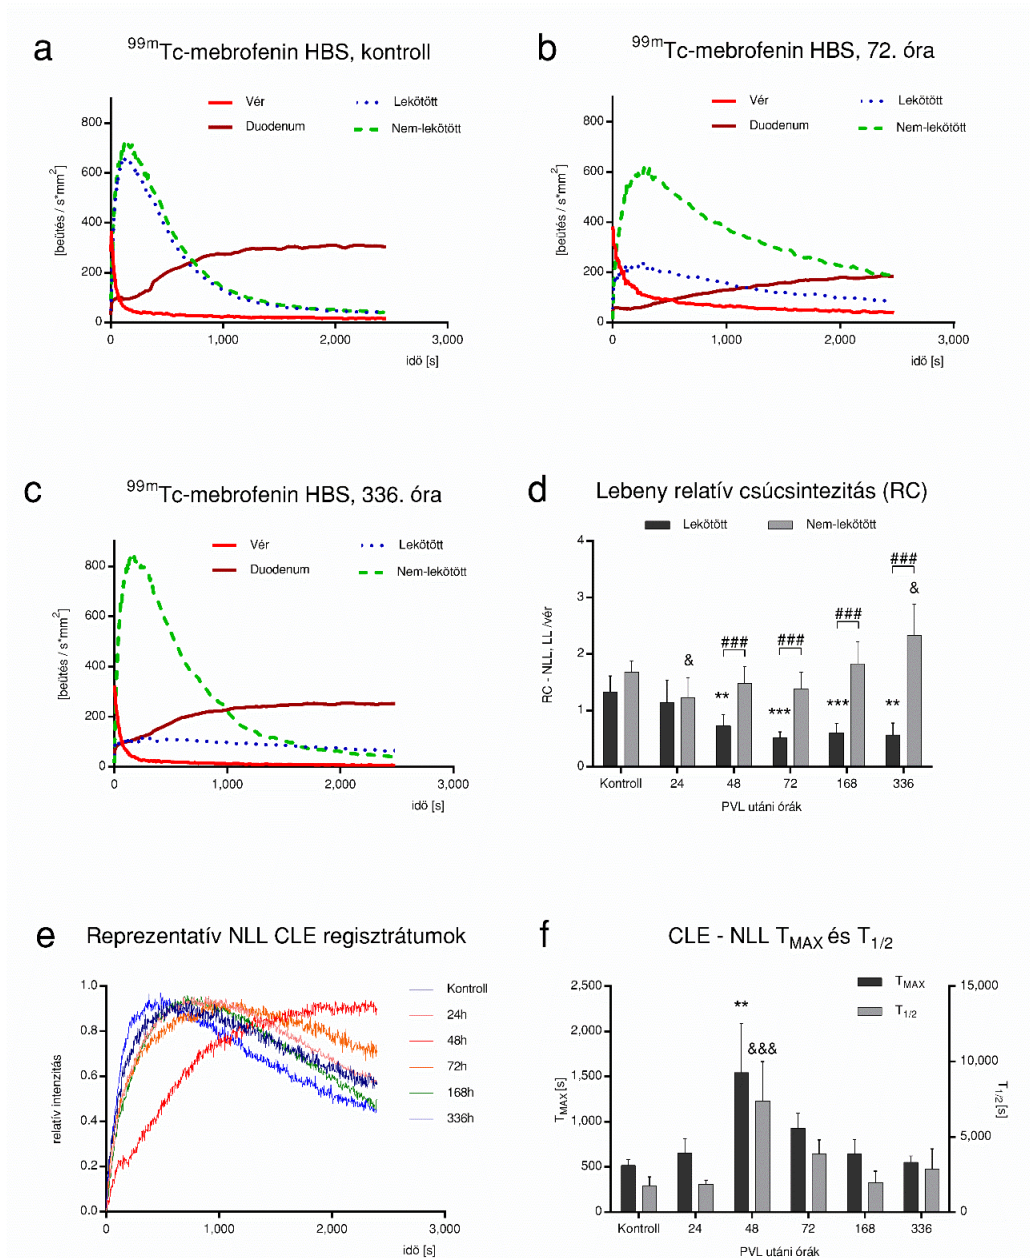 a
99mTc-mebrofenin HBS, kontroll
Vér
Lekötött
Duodenum
Nem-lekötött
[beütés / s*mm2]
800
600
400
200
0
0
1,000
2,000
3,000
idö [s]
b
99mTc-mebrofenin HBS, 72. óra
Vér
Lekötött
Duodenum
Nem-lekötött
[beütés / s*mm2]
800
600
400
200
0
0
1,000
2,000
3,000
idö [s]
c
99mTc-mebrofenin HBS, 336. óra
Vér
Lekötött
Duodenum
Nem-lekötött
[beütés / s*mm2]
800
600
400
200
0
0
1,000
2,000
3,000
idö [s]
d
Lebeny relatív csúcsintezitás (RC)
Lekötött
Nem-lekötött
RC - NLL, LL /vér
4
3
2
1
0
&
**
###
***
###
***
###
**
###
&
Kontroll
24
48
72
168
336
PVL utáni órák
e
Reprezentatív NLL CLE regisztrátumok
relatív intenzitás
1.0
0.8
0.6
0.4
0.2
0.0
0
1,000
2,000
3,000
idö [s]
Kontroll
24h
48h
72h
168h
336h
f
CLE - NLL TMAX és T1/2
TMAX
T1/2
TMAX [s]
2,500
2,000
1,500
1,000
500
0
**
&&&
15,000
10,000
5,000
0
T1/2 [s]
Kontroll
24
48
72
168
336
PVL utáni órák